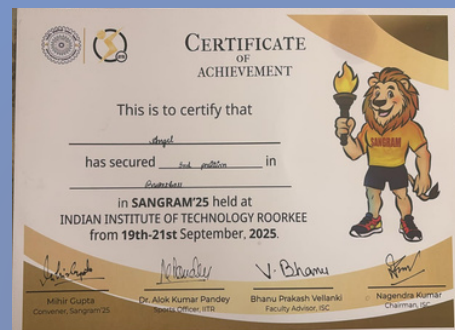 CERTIFICATE
OF
ACHIEVEMENT
This is to certify that
Angel
has secured position in
Basketball
in SANGRAM'25 held at
INDIAN INSTITUTE OF TECHNOLOGY ROORKEE
from 19th-21st September, 2025.
SANGRAM
V. Bhanu
Mihir Gupta
Convener, Sangram'25
Dr. Alok Kumar Pandey
Sports Officer, IITR
Bhanu Prakash Vellanki
Faculty Advisor, ISC
Nagendra Kumar
Chairman, ISC